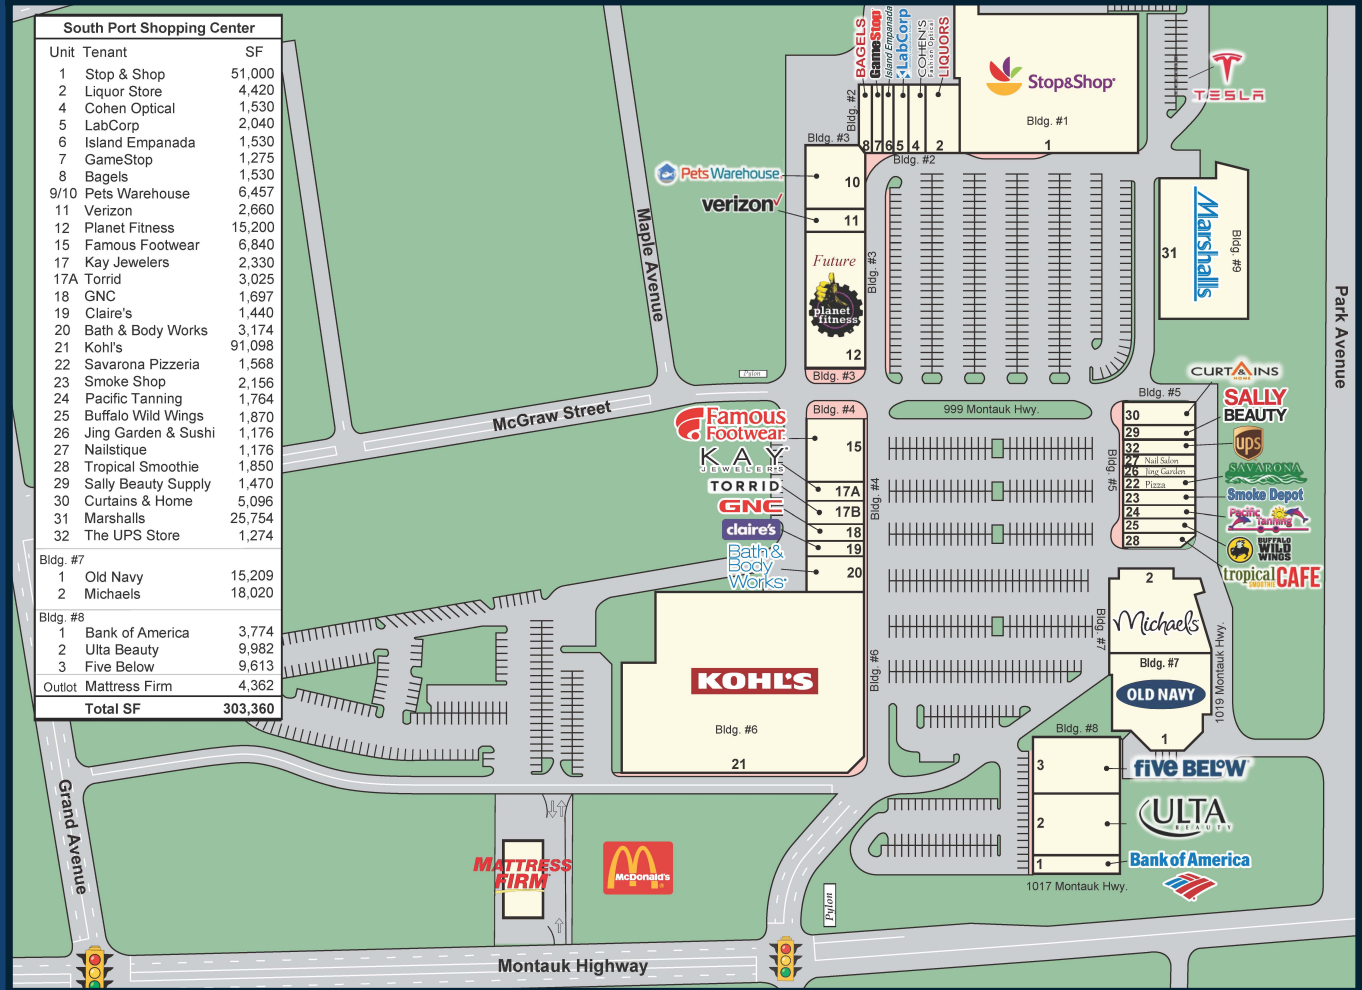 South Port Shopping Center
Unit Tenant SF
1 Stop & Shop 51,000
2 Liquor Store 4,420
4 Cohen Optical 1,530
5 LabCorp 2,040
6 Island Empanada 1,530
7 GameStop 1,275
8 Bagels 1,530
9/10 Pets Warehouse 6,457
11 Verizon 2,660
12 Planet Fitness 15,200
15 Famous Footwear 6,840
17 Kay Jewelers 2,330
17A Torrid 3,025
18 GNC 1,697
19 Claire's 1,440
20 Bath & Body Works 3,174
21 Kohl's 91,098
22 Savarona Pizzeria 1,568
23 Smoke Shop 2,156
24 Pacific Tanning 1,764
25 Buffalo Wild Wings 1,870
26 Jing Garden & Sushi 1,176
27 Nailstique 1,176
28 Tropical Smoothie 1,850
29 Sally Beauty Supply 1,470
30 Curtains & Home 5,096
31 Marshalls 25,754
32 The UPS Store 1,274
Bldg. #7
1 Old Navy 15,209
2 Michaels 18,020
Bldg. #8
1 Bank of America 3,774
2 Ulta Beauty 9,982
3 Five Below 9,613
Outlot Mattress Firm 4,362
Total SF 303,360
BAGELS
GameStop
Island Empanada
LabCorp
COHEN'S
Fashion Optical
LIQUORS
Stop&Shop
Bldg. #1
1
TESLA
Bldg. #2
8 7 6 5 4 2
Bldg. #2
Bldg. #3
Pets Warehouse
10
verizon
11
Future
planet
fitness
12
Bldg. #3
Bldg. #3
Marshalls
31
Bldg. #9
Park Avenue
Maple Avenue
McGraw Street
Pylon
Bldg. #4
999 Montauk Hwy.
Famous
Footwear
15
KAY
JEWELERS
17A
TORRID
17B
GNC
18
claire's
19
Bath &
Body
Works
20
Bldg. #4
Bldg. #5
CURTAINS
HOME
30
SALLY
BEAUTY
29
ups
32
27 Nail Salon
26 Jing Garden
SAVARONA
22 Pizza
Smoke Depot
23
Pacific
Tanning
24
BUFFALO
WILD
WINGS
25
tropical
SMOOTHIE
CAFE
28
Bldg. #5
2
Michaels
Bldg. #7
Bldg. #7
OLD NAVY
1
1019 Montauk Hwy.
KOHL'S
Bldg. #6
21
Bldg. #6
Bldg. #8
3
five BEL°W
2
ULTA
BEAUTY
1
Bank of America
1017 Montauk Hwy.
Grand Avenue
MATTRESS
FIRM
McDonald's
Pylon
Montauk Highway